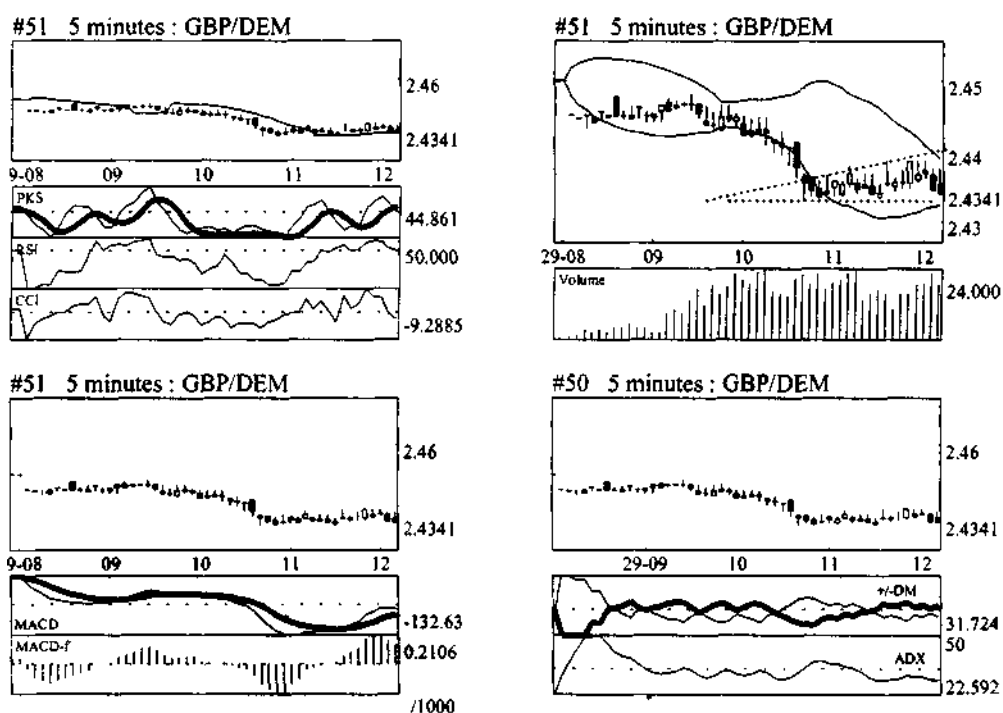 #51 5 minutes : GBP/DEM
2.46
2.4341
9-08 09 10 11 12
PKS
44.861
RSI
50.000
CCI
-9.2885
#51 5 minutes : GBP/DEM
2.45
2.44
2.4341
2.43
29-08 09 10 11 12
Volume
24.000
#51 5 minutes : GBP/DEM
2.46
2.4341
9-08 09 10 11 12
MACD
-132.63
MACD-f
0.2106
/1000
#50 5 minutes : GBP/DEM
2.46
2.4341
29-09 10 11 12
+/-DM
31.724
50
ADX
22.592